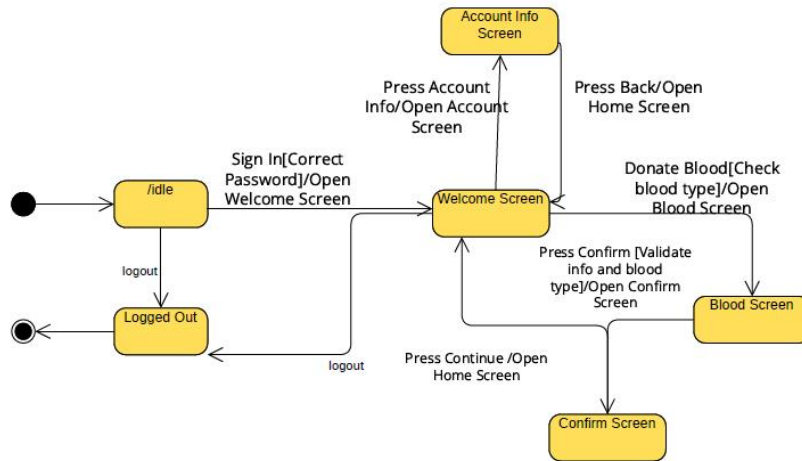 Account Info
Screen
Press Account
Info/Open Account
Screen
Press Back/Open
Home Screen
Sign In[Correct
Password]/Open
Welcome Screen
Donate Blood[Check
blood type]/Open
Blood Screen
/idle
Welcome Screen
logout
Press Confirm [Validate
info and blood
type]/Open Confirm
Screen
Blood Screen
Logged Out
logout
Press Continue /Open
Home Screen
Confirm Screen